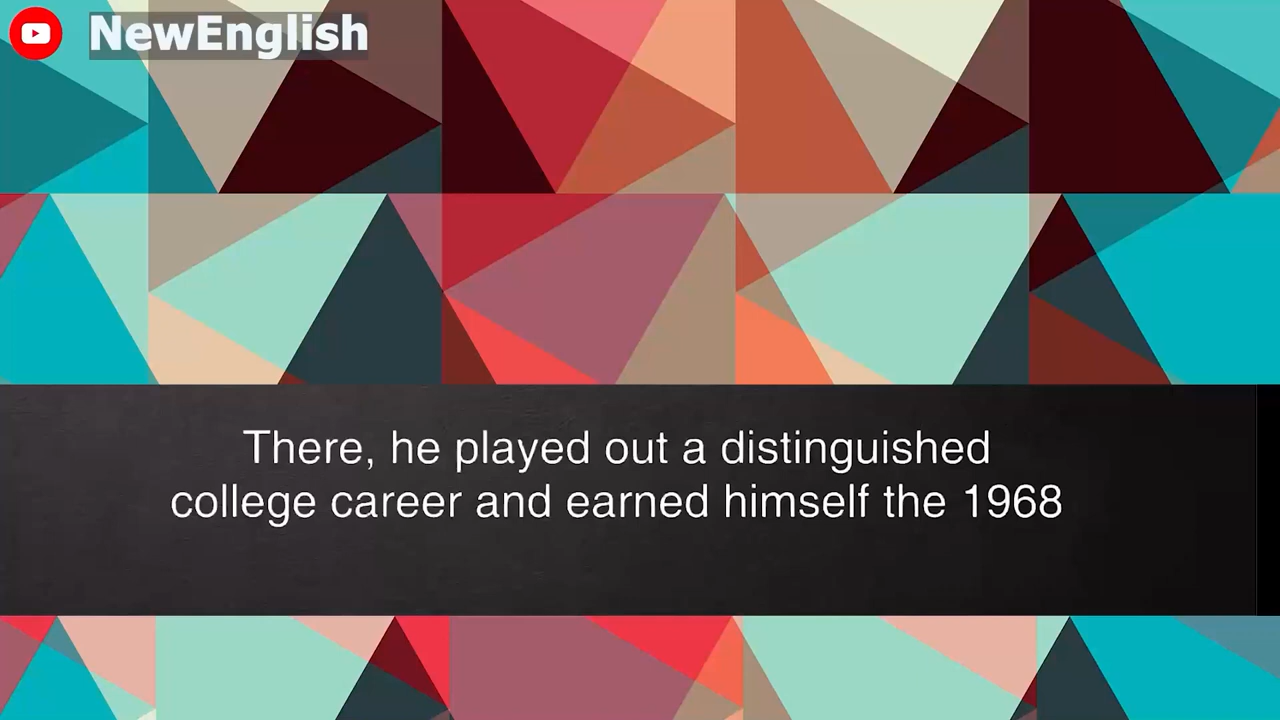 NewEnglish
There, he played out a distinguished
college career and earned himself the 1968